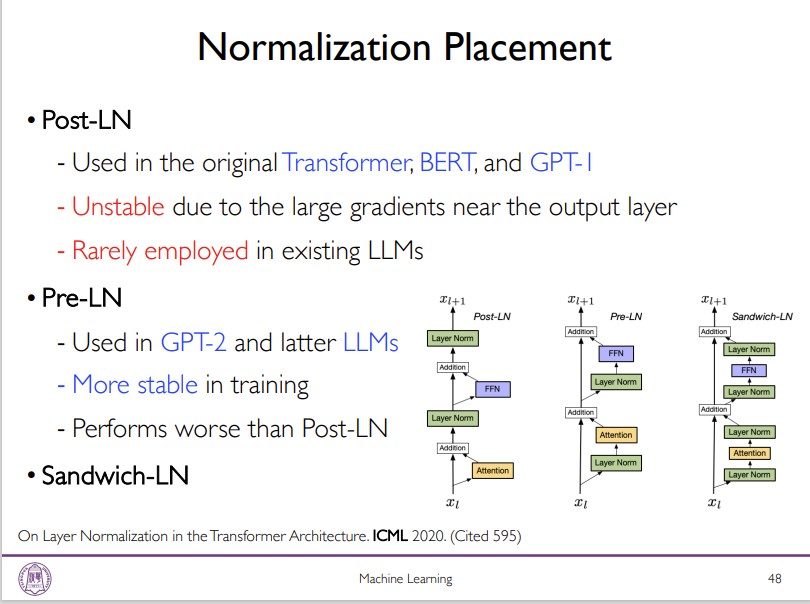 Normalization Placement
• Post-LN
- Used in the original Transformer, BERT, and GPT-1
- Unstable due to the large gradients near the output layer
- Rarely employed in existing LLMs
• Pre-LN
- Used in GPT-2 and latter LLMs
- More stable in training
- Performs worse than Post-LN
• Sandwich-LN
x_{l+1}
Post-LN
Layer Norm
Addition
FFN
Layer Norm
Addition
Attention
x_l
x_{l+1}
Pre-LN
Addition
FFN
Layer Norm
Addition
Attention
Layer Norm
x_l
x_{l+1}
Sandwich-LN
Addition
Layer Norm
FFN
Layer Norm
Addition
Layer Norm
Attention
Layer Norm
x_l
On Layer Normalization in the Transformer Architecture. ICML 2020. (Cited 595)
Machine Learning
48